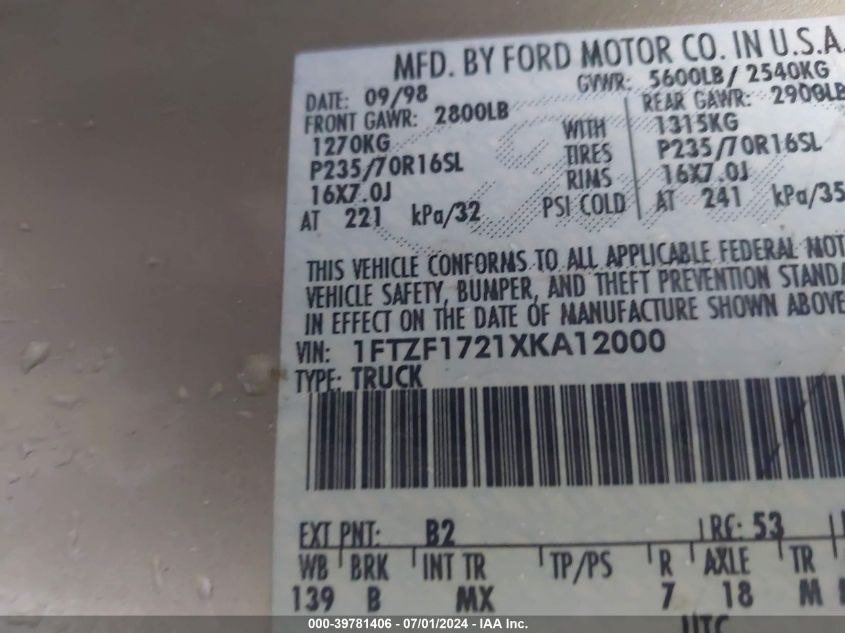 MFD. BY FORD MOTOR CO. IN U.S.A.
DATE: 09/98 GVWR: 5600LB/ 2540KG
FRONT GAWR: 2800LB REAR GAWR: 2900LB
1270KG WITH 1315KG
P235/70R16SL TIRES P235/70R16SL
16X7.0J RIMS 16X7.0J
AT 221 kPa/32 PSI COLD AT 241 kPa/35
THIS VEHICLE CONFORMS TO ALL APPLICABLE FEDERAL MOT
VEHICLE SAFETY, BUMPER, AND THEFT PREVENTION STANDA
IN EFFECT ON THE DATE OF MANUFACTURE SHOWN ABOVE
VIN: 1FTZF1721XKA12000
TYPE: TRUCK
EXT PNT: B2 RC: 53
WB BRK INT TR TP/PS R AXLE TR
139 B MX 7 18 M
UTC
000-39781406 - 07/01/2024 - IAA Inc.